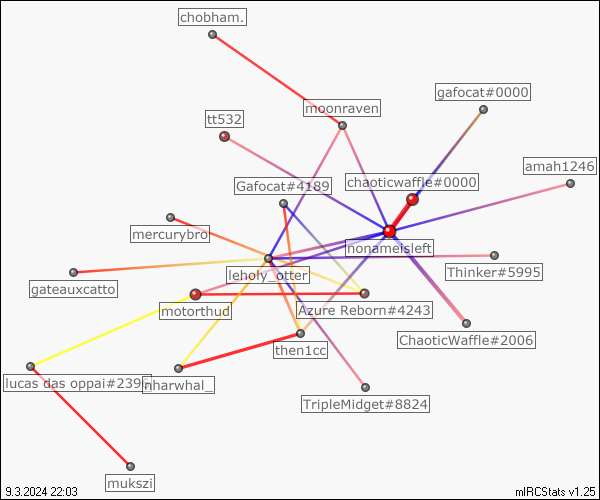 chobham.
gafocat#0000
moonraven
tt532
amah1246
chaoticwaffle#0000
Gafocat#4189
mercurybro
nonameisleft
Thinker#5995
lehofy_otter
gateauxcatto
motorthud
Azure Reborn#4243
ChaoticWaffle#2006
then1cc
lucas das oppai#239
nharwhal_
TripleMidget#8824
mukszi
9.3.2024 22:03
mIRCStats v1.25